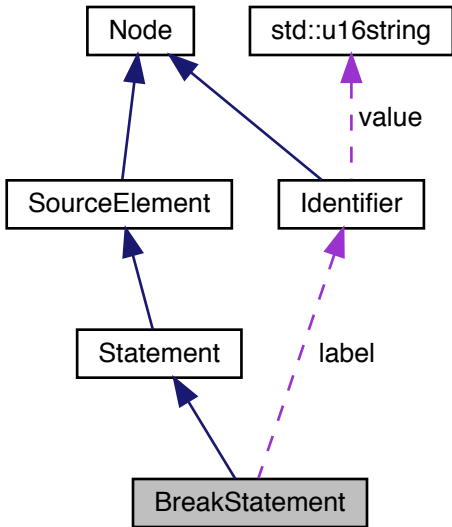 Node
std::u16string
value
SourceElement
Identifier
Statement
label
BreakStatement